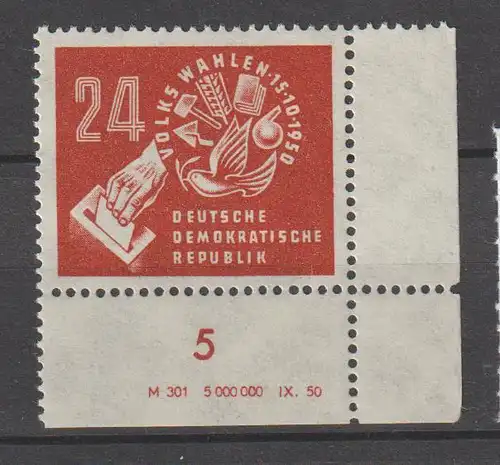 24
VOLKSWAHLEN·15·10·1950
DEUTSCHE
DEMOKRATISCHE
REPUBLIK
5
M 301 5 000 000 IX. 50